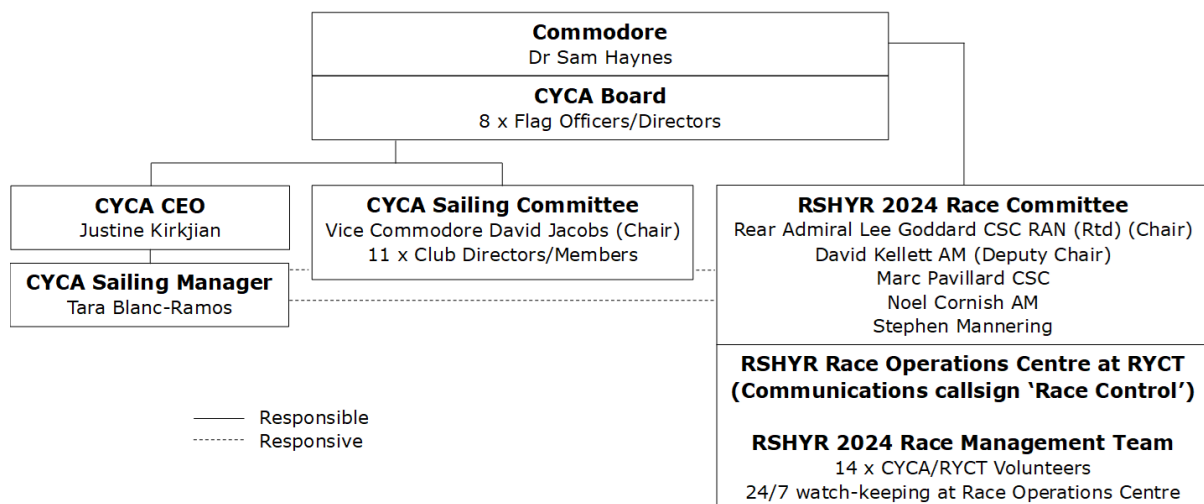 Commodore
Dr Sam Haynes
CYCA Board
8 x Flag Officers/Directors
CYCA CEO
Justine Kirkjian
CYCA Sailing Manager
Tara Blanc-Ramos
CYCA Sailing Committee
Vice Commodore David Jacobs (Chair)
11 x Club Directors/Members
RSHYR 2024 Race Committee
Rear Admiral Lee Goddard CSC RAN (Rtd) (Chair)
David Kellett AM (Deputy Chair)
Marc Pavillard CSC
Noel Cornish AM
Stephen Mannering
RSHYR Race Operations Centre at RYCT
(Communications callsign ‘Race Control’)
RSHYR 2024 Race Management Team
14 x CYCA/RYCT Volunteers
24/7 watch-keeping at Race Operations Centre
Responsible
Responsive